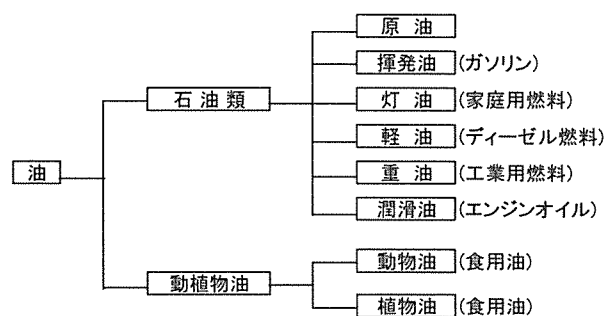 原油
揮発油 (ガソリン)
石油類
灯油 (家庭用燃料)
軽油 (ディーゼル燃料)
油
重油 (工業用燃料)
潤滑油 (エンジンオイル)
動物油 (食用油)
動植物油
植物油 (食用油)